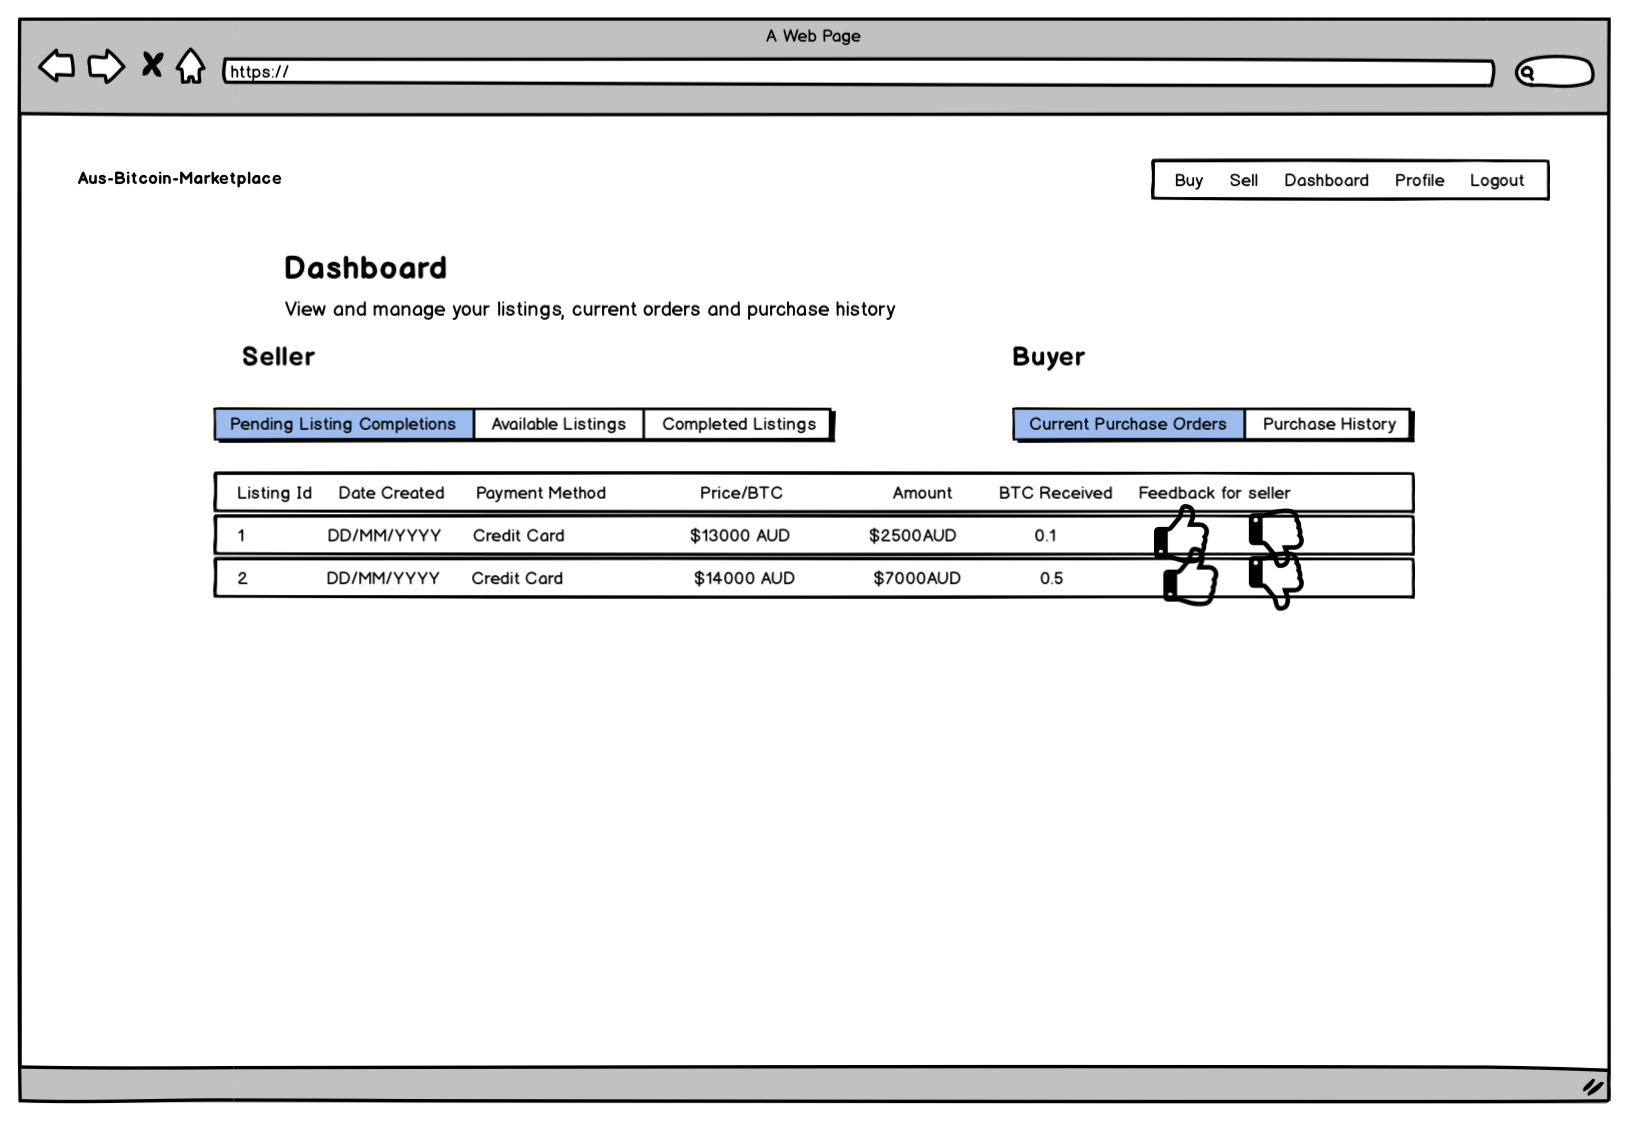 A Web Page
https://
Aus-Bitcoin-Marketplace
Buy Sell Dashboard Profile Logout
Dashboard
View and manage your listings, current orders and purchase history
Seller Buyer
Pending Listing Completions Available Listings Completed Listings Current Purchase Orders Purchase History
Listing Id Date Created Payment Method Price/BTC Amount BTC Received Feedback for seller
1 DD/MM/YYYY Credit Card $13000 AUD $2500AUD 0.1
2 DD/MM/YYYY Credit Card $14000 AUD $7000AUD 0.5